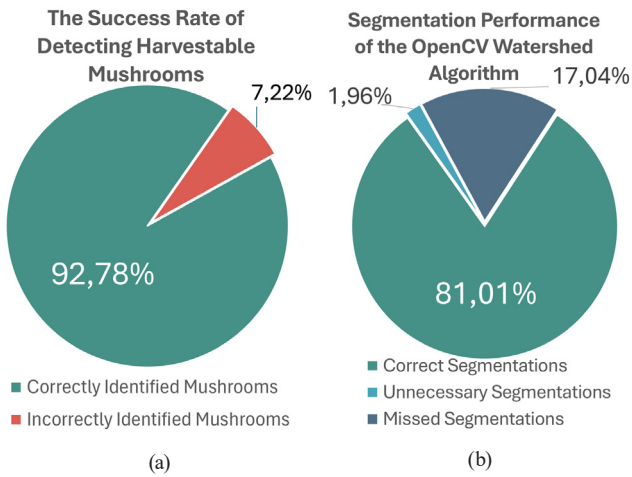 The Success Rate of
Detecting Harvestable
Mushrooms
7,22%
92,78%
Correctly Identified Mushrooms
Incorrectly Identified Mushrooms
(a)
Segmentation Performance
of the OpenCV Watershed
Algorithm
17,04%
1,96%
81,01%
Correct Segmentations
Unnecessary Segmentations
Missed Segmentations
(b)